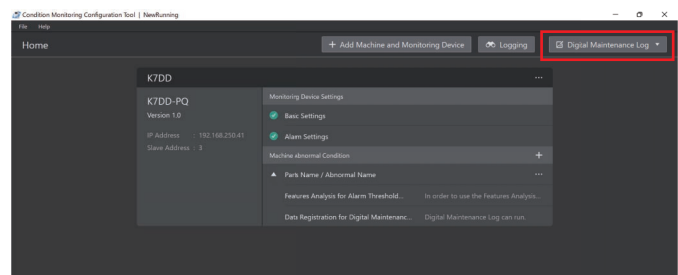 Condition Monitoring Configuration Tool | NewRunning
File Help
Home
+ Add Machine and Monitoring Device
Logging
Digital Maintenance Log
K7DD
K7DD-PQ
Version 1.0
IP Address : 192.168.250.41
Slave Address : 3
Monitoring Device Settings
Basic Settings
Alarm Settings
Machine abnormal Condition
Parts Name / Abnormal Name
Features Analysis for Alarm Threshold... In order to use the Features Analysis...
Data Registration for Digital Maintenanc... Digital Maintenance Log can run.